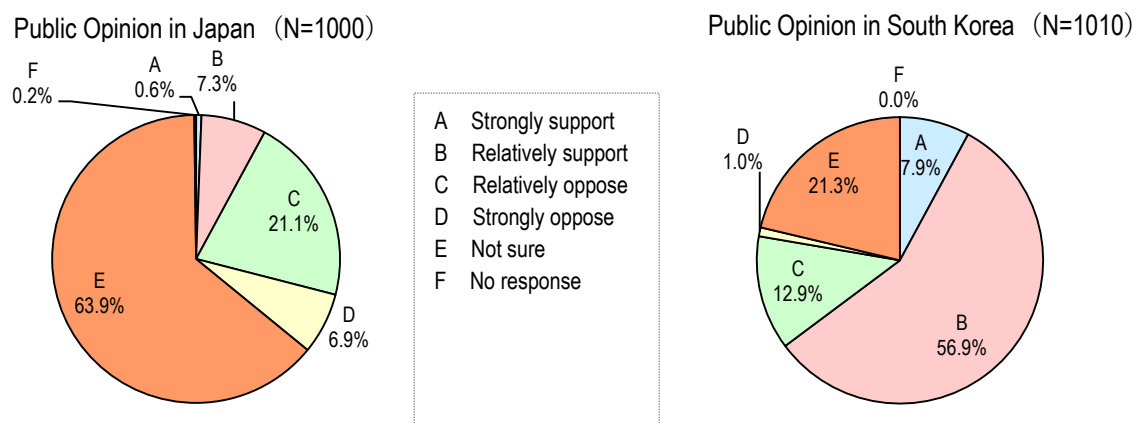 Public Opinion in Japan （N=1000）
F
0.2%
A
0.6%
B
7.3%
C
21.1%
D
6.9%
E
63.9%
A Strongly support
B Relatively support
C Relatively oppose
D Strongly oppose
E Not sure
F No response
Public Opinion in South Korea （N=1010）
F
0.0%
A
7.9%
D
1.0%
E
21.3%
C
12.9%
B
56.9%